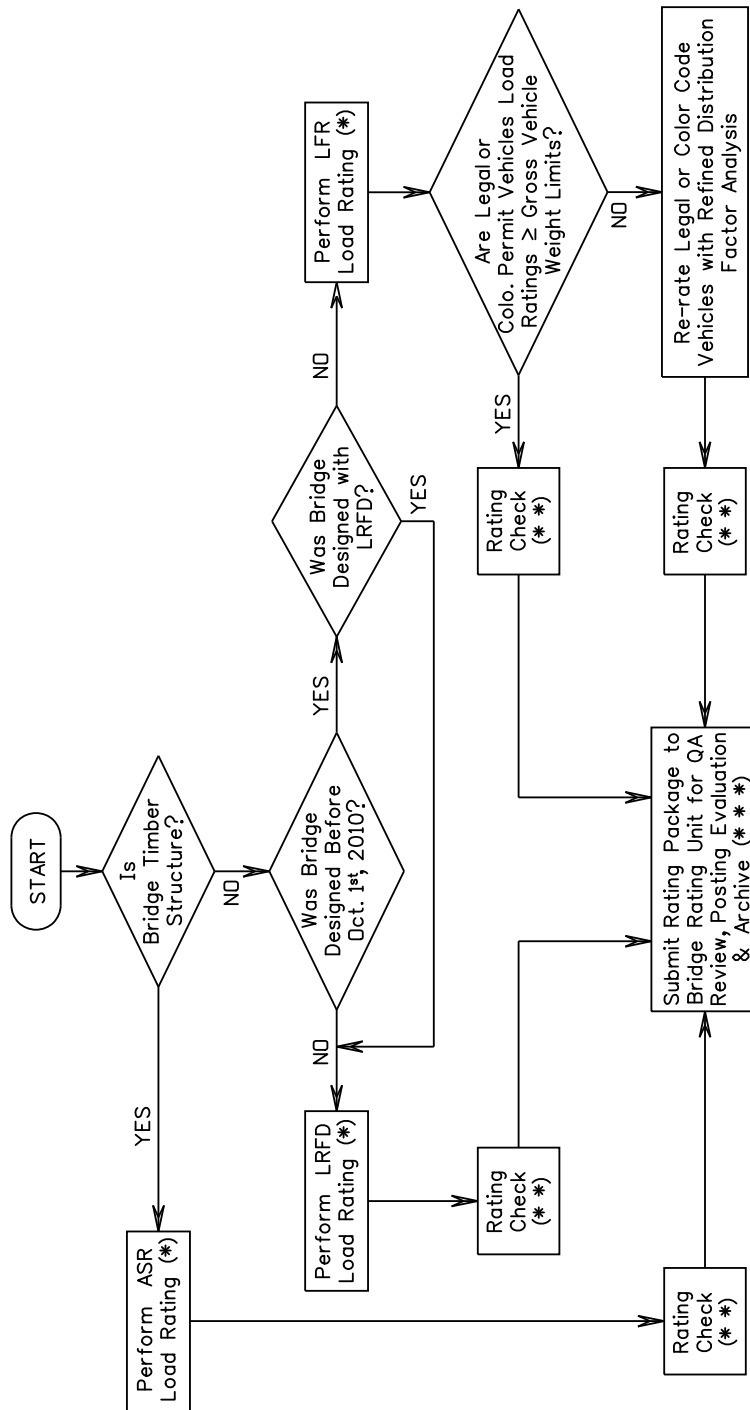 START
Is
Bridge Timber
Structure?
YES
NO
Perform ASR
Load Rating (*)
Was Bridge
Designed Before
Oct. 1st, 2010?
NO
YES
Was Bridge
Designed with
LRFD?
NO
YES
Perform LRFD
Load Rating (*)
Perform LFR
Load Rating (*)
Are Legal or
Colo. Permit Vehicles Load
Ratings ≥ Gross Vehicle
Weight Limits?
YES
NO
Rating
Check
(* *)
Rating
Check
(* *)
Rating
Check
(* *)
Submit Rating Package to
Bridge Rating Unit for QA
Review, Posting Evaluation
& Archive (* * *)
Rating
Check
(* *)
Re-rate Legal or Color Code
Vehicles with Refined Distribution
Factor Analysis